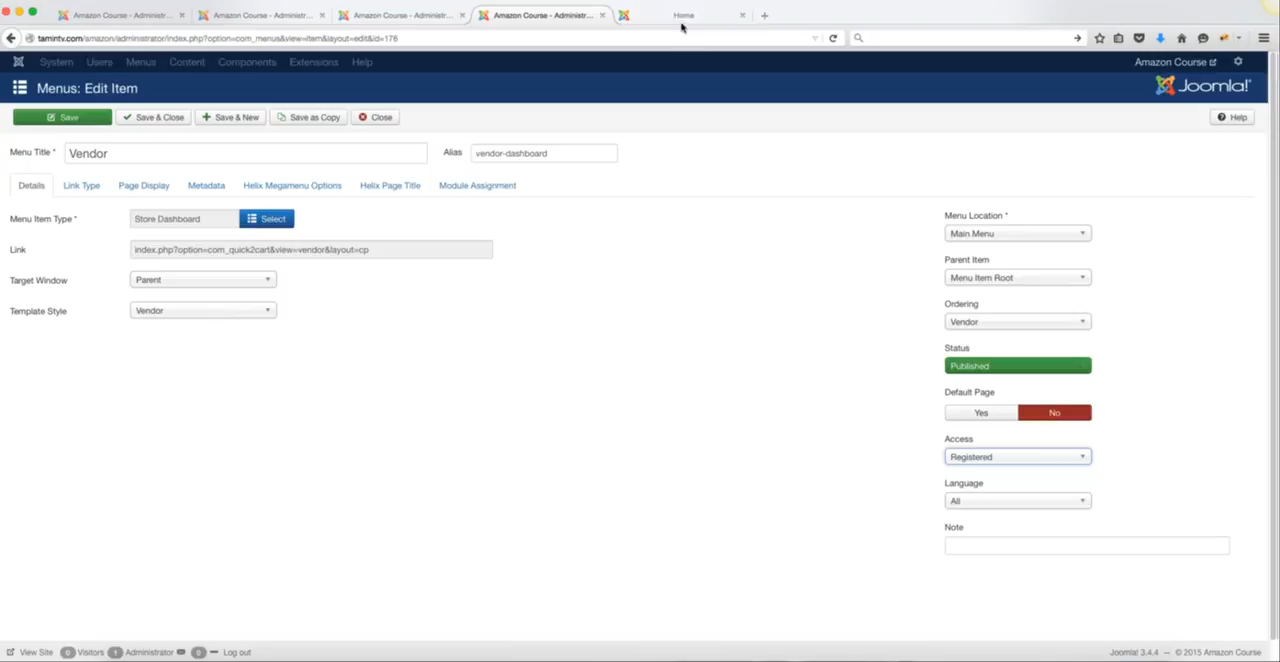 Amazon Course - Administr...
Amazon Course - Administr...
Amazon Course - Administr...
Amazon Course - Administr...
Home
tamintv.com/amazon/administrator/index.php?option=com_menus&view=item&layout=edit&id=176
System Users Menus Content Components Extensions Help
Amazon Course
Menus: Edit Item
Joomla!
Save
Save & Close
Save & New
Save as Copy
Close
Help
Menu Title * Vendor
Alias vendor-dashboard
Details Link Type Page Display Metadata Helix Megamenu Options Helix Page Title Module Assignment
Menu Item Type * Store Dashboard Select
Link index.php?option=com_quick2cart&view=vendor&layout=cp
Target Window Parent
Template Style Vendor
Menu Location *
Main Menu
Parent Item
Menu Item Root
Ordering
Vendor
Status
Published
Default Page
Yes No
Access
Registered
Language
All
Note
View Site 0 Visitors 1 Administrator 0 Log out
Joomla! 3.4.4 — © 2015 Amazon Course